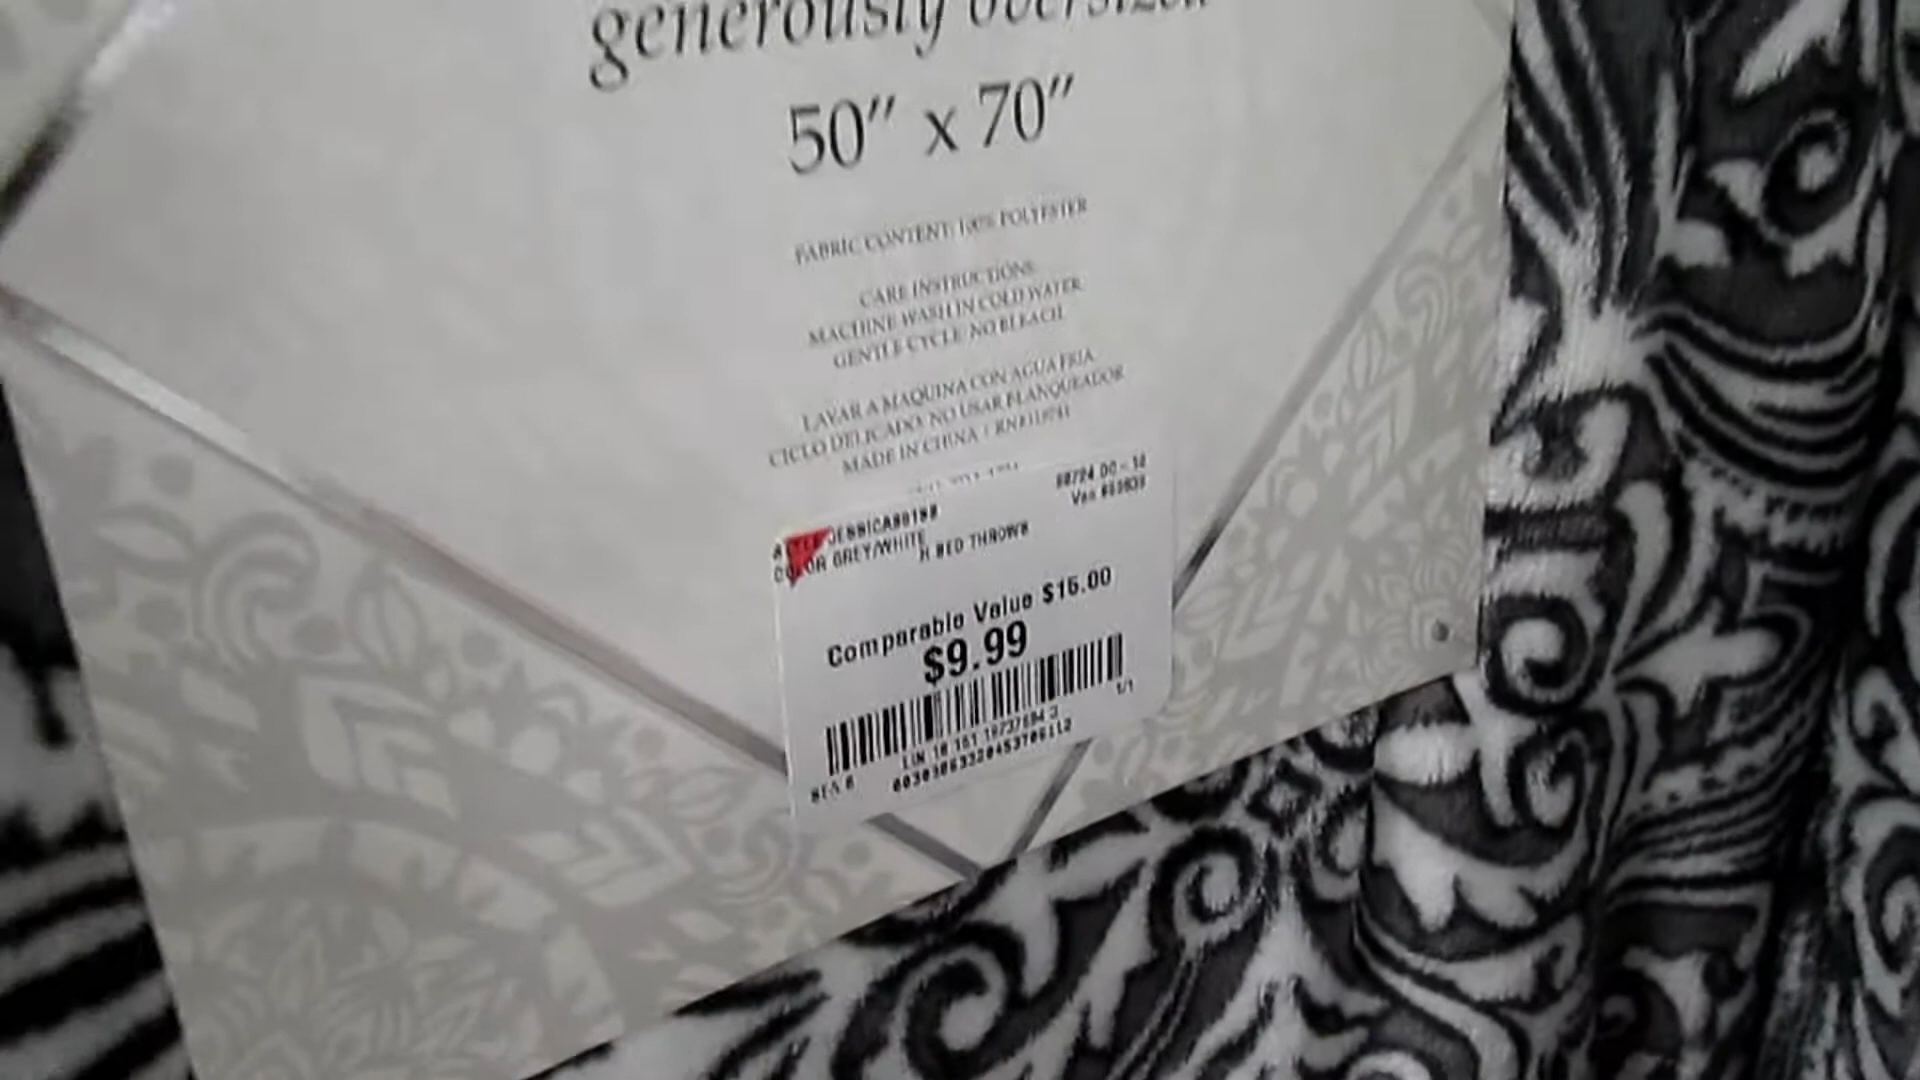 generously oversized
50" x 70"
FABRIC CONTENT: 100% POLYESTER
CARE INSTRUCTIONS:
MACHINE WASH IN COLD WATER
GENTLE CYCLE NO BLEACH
LAVAR A MAQUINA CON AGUA FRIA
CICLO DELICADO. NO USAR BLANQUEADOR
MADE IN CHINA
COLOR GREY/WHITE
BED THROWS
Comparable Value $15.00
$9.99
1/1